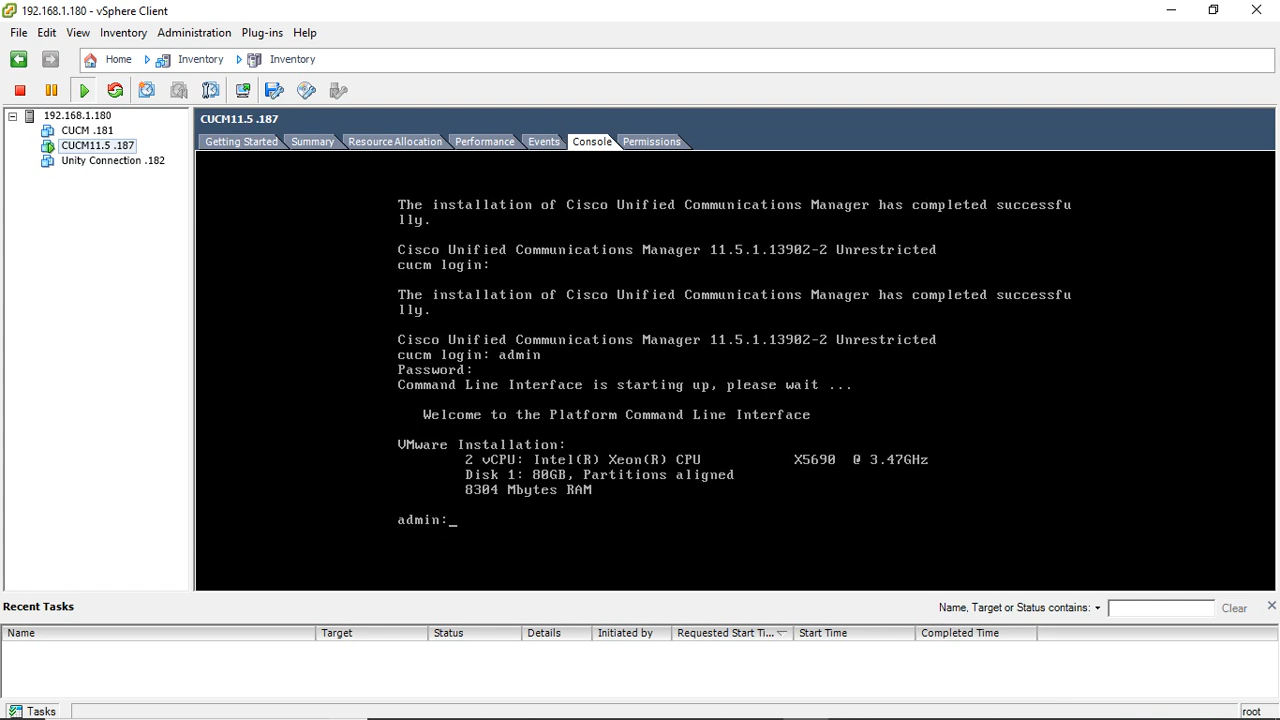 192.168.1.180 - vSphere Client
File Edit View Inventory Administration Plug-ins Help
Home Inventory Inventory
192.168.1.180
CUCM .181
CUCM11.5 .187
Unity Connection .182
CUCM11.5 .187
Getting Started Summary Resource Allocation Performance Events Console Permissions
The installation of Cisco Unified Communications Manager has completed successfu
lly.
Cisco Unified Communications Manager 11.5.1.13902-2 Unrestricted
cucm login:
The installation of Cisco Unified Communications Manager has completed successfu
lly.
Cisco Unified Communications Manager 11.5.1.13902-2 Unrestricted
cucm login: admin
Password:
Command Line Interface is starting up, please wait ...
Welcome to the Platform Command Line Interface
VMware Installation:
2 vCPU: Intel(R) Xeon(R) CPU X5690 @ 3.47GHz
Disk 1: 80GB, Partitions aligned
8304 Mbytes RAM
admin:_
Recent Tasks
Name, Target or Status contains: Clear
Name Target Status Details Initiated by Requested Start Ti... Start Time Completed Time
Tasks root